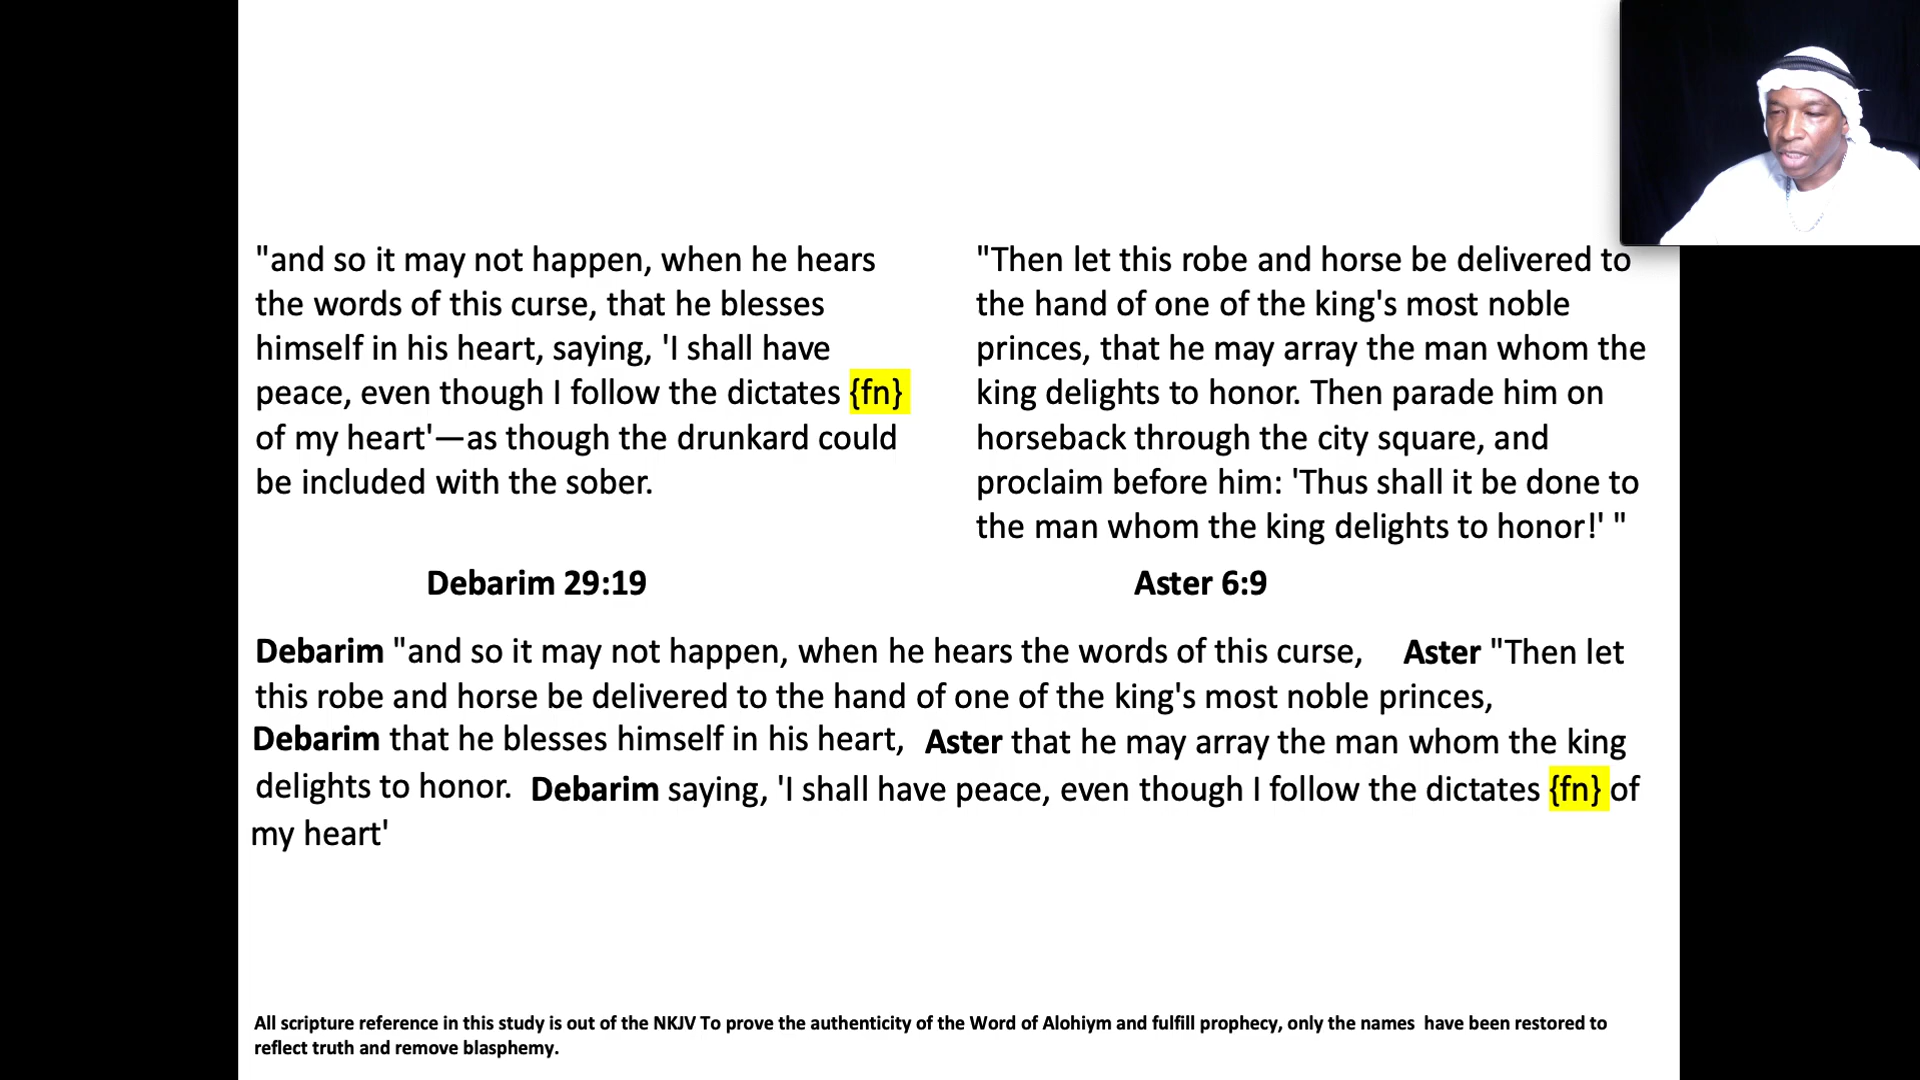 "and so it may not happen, when he hears
the words of this curse, that he blesses
himself in his heart, saying, 'I shall have
peace, even though I follow the dictates {fn}
of my heart'—as though the drunkard could
be included with the sober.
Debarim 29:19
"Then let this robe and horse be delivered to
the hand of one of the king's most noble
princes, that he may array the man whom the
king delights to honor. Then parade him on
horseback through the city square, and
proclaim before him: 'Thus shall it be done to
the man whom the king delights to honor!' "
Aster 6:9
Debarim "and so it may not happen, when he hears the words of this curse, Aster "Then let
this robe and horse be delivered to the hand of one of the king's most noble princes,
Debarim that he blesses himself in his heart, Aster that he may array the man whom the king
delights to honor. Debarim saying, 'I shall have peace, even though I follow the dictates {fn} of
my heart'
All scripture reference in this study is out of the NKJV To prove the authenticity of the Word of Alohiym and fulfill prophecy, only the names have been restored to
reflect truth and remove blasphemy.